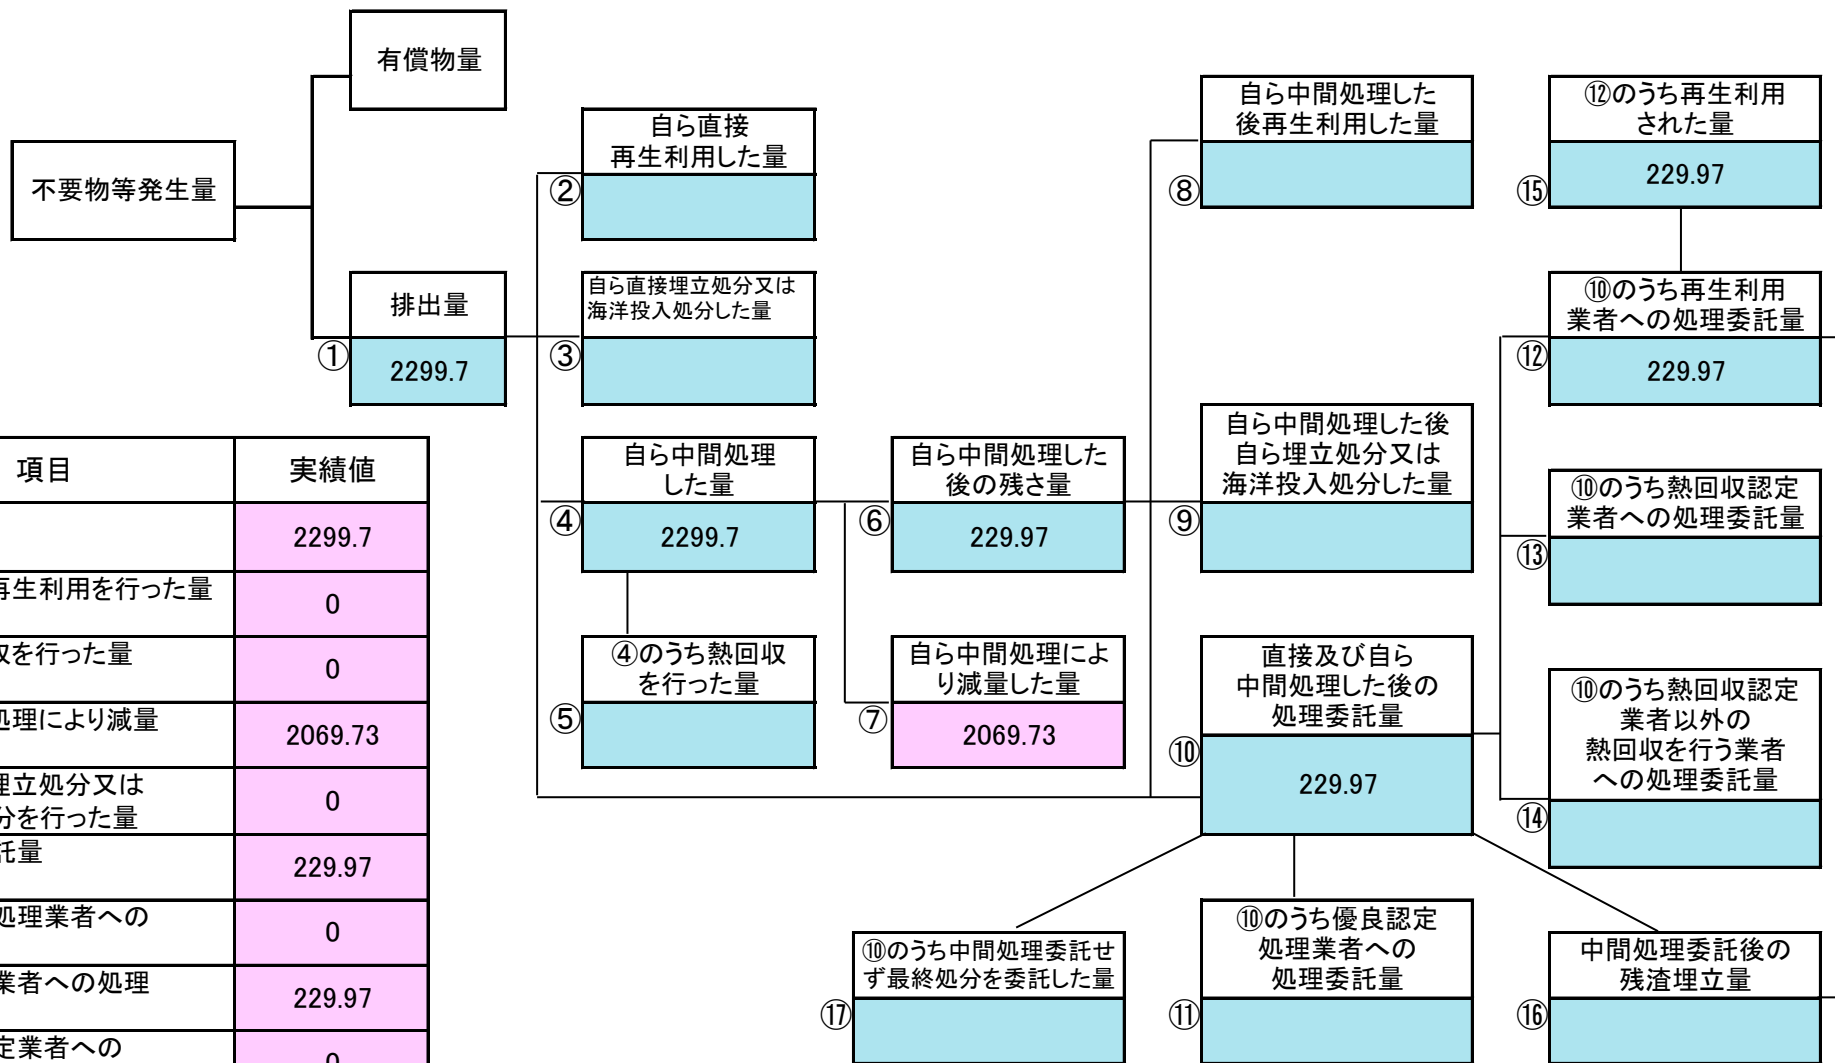 有償物量
不要物等発生量
排出量
①
2299.7
自ら直接
再生利用した量
②
自ら直接埋立処分又は
海洋投入処分した量
③
自ら中間処理
した量
④
2299.7
④のうち熱回収
を行った量
⑤
自ら中間処理した
後の残さ量
⑥
229.97
自ら中間処理によ
り減量した量
⑦
2069.73
自ら中間処理した
後再生利用した量
⑧
自ら中間処理した後
自ら埋立処分又は
海洋投入処分した量
⑨
直接及び自ら
中間処理した後の
処理委託量
⑩
229.97
⑫のうち再生利用
された量
⑮
229.97
⑩のうち再生利用
業者への処理委託量
⑫
229.97
⑩のうち熱回収認定
業者への処理委託量
⑬
⑩のうち熱回収認定
業者以外の
熱回収を行う業者
への処理委託量
⑭
⑩のうち中間処理委託せ
ず最終処分を委託した量
⑰
⑩のうち優良認定
処理業者への
処理委託量
⑪
中間処理委託後の
残渣埋立量
⑯
項目 実績値
2299.7
再生利用を行った量 0
収を行った量 0
処理により減量 2069.73
埋立処分又は
分を行った量 0
託量 229.97
処理業者への 0
業者への処理 229.97
定業者への 0